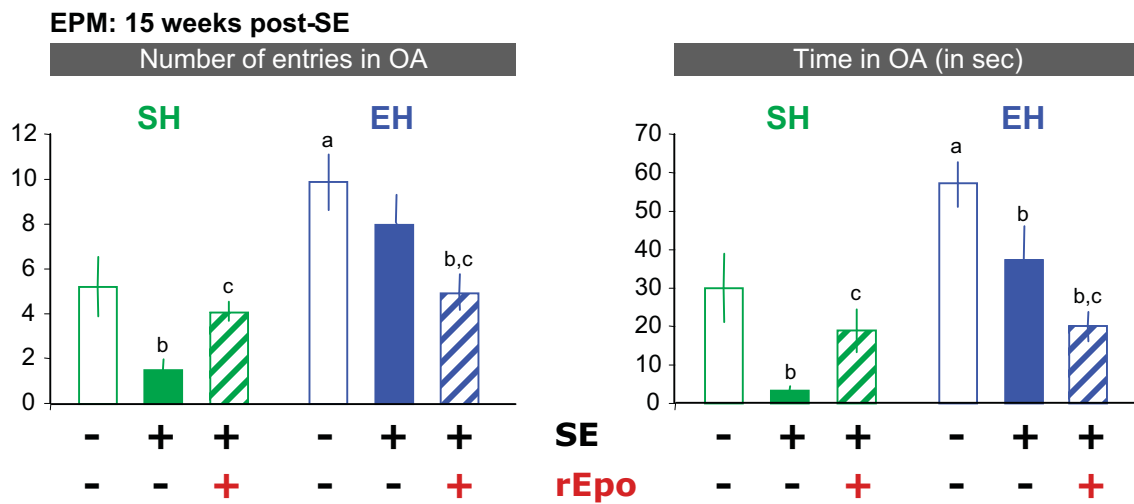 EPM: 15 weeks post-SE
Number of entries in OA
SH EH
12
10
8
6
4
2
0
b
c
a
b,c
Time in OA (in sec)
SH EH
70
60
50
40
30
20
10
0
b
c
a
b
b,c
- + + - + + SE - + + - + +
- - + - - + rEpo - - + - - +